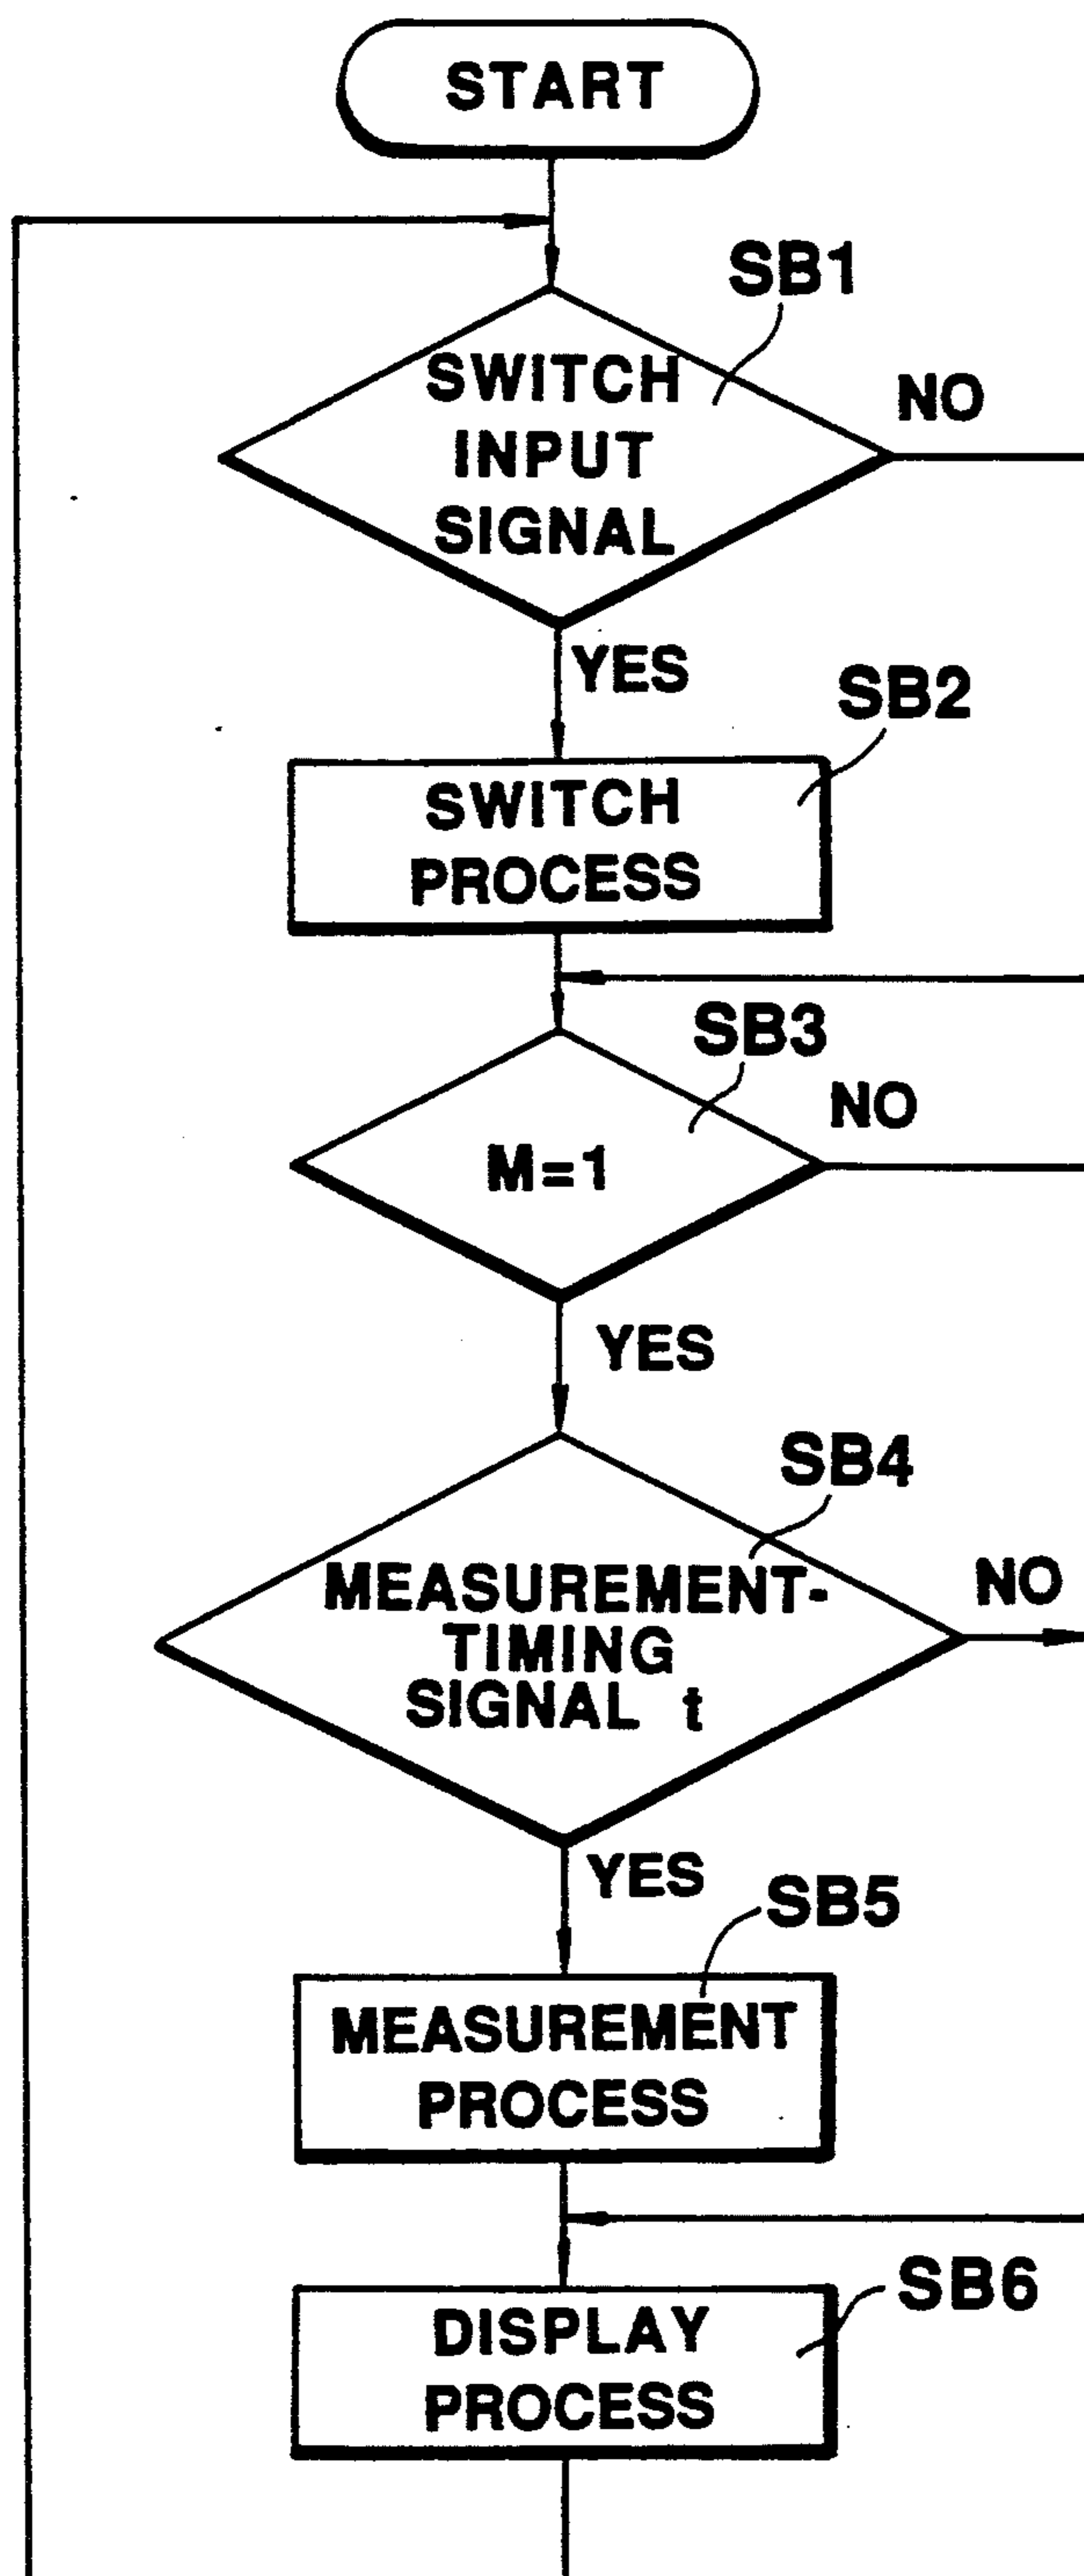 START
SB1
SWITCH
INPUT
SIGNAL
NO
YES
SB2
SWITCH
PROCESS
SB3
M=1
NO
YES
SB4
MEASUREMENT-
TIMING
SIGNAL t
NO
YES
SB5
MEASUREMENT
PROCESS
SB6
DISPLAY
PROCESS